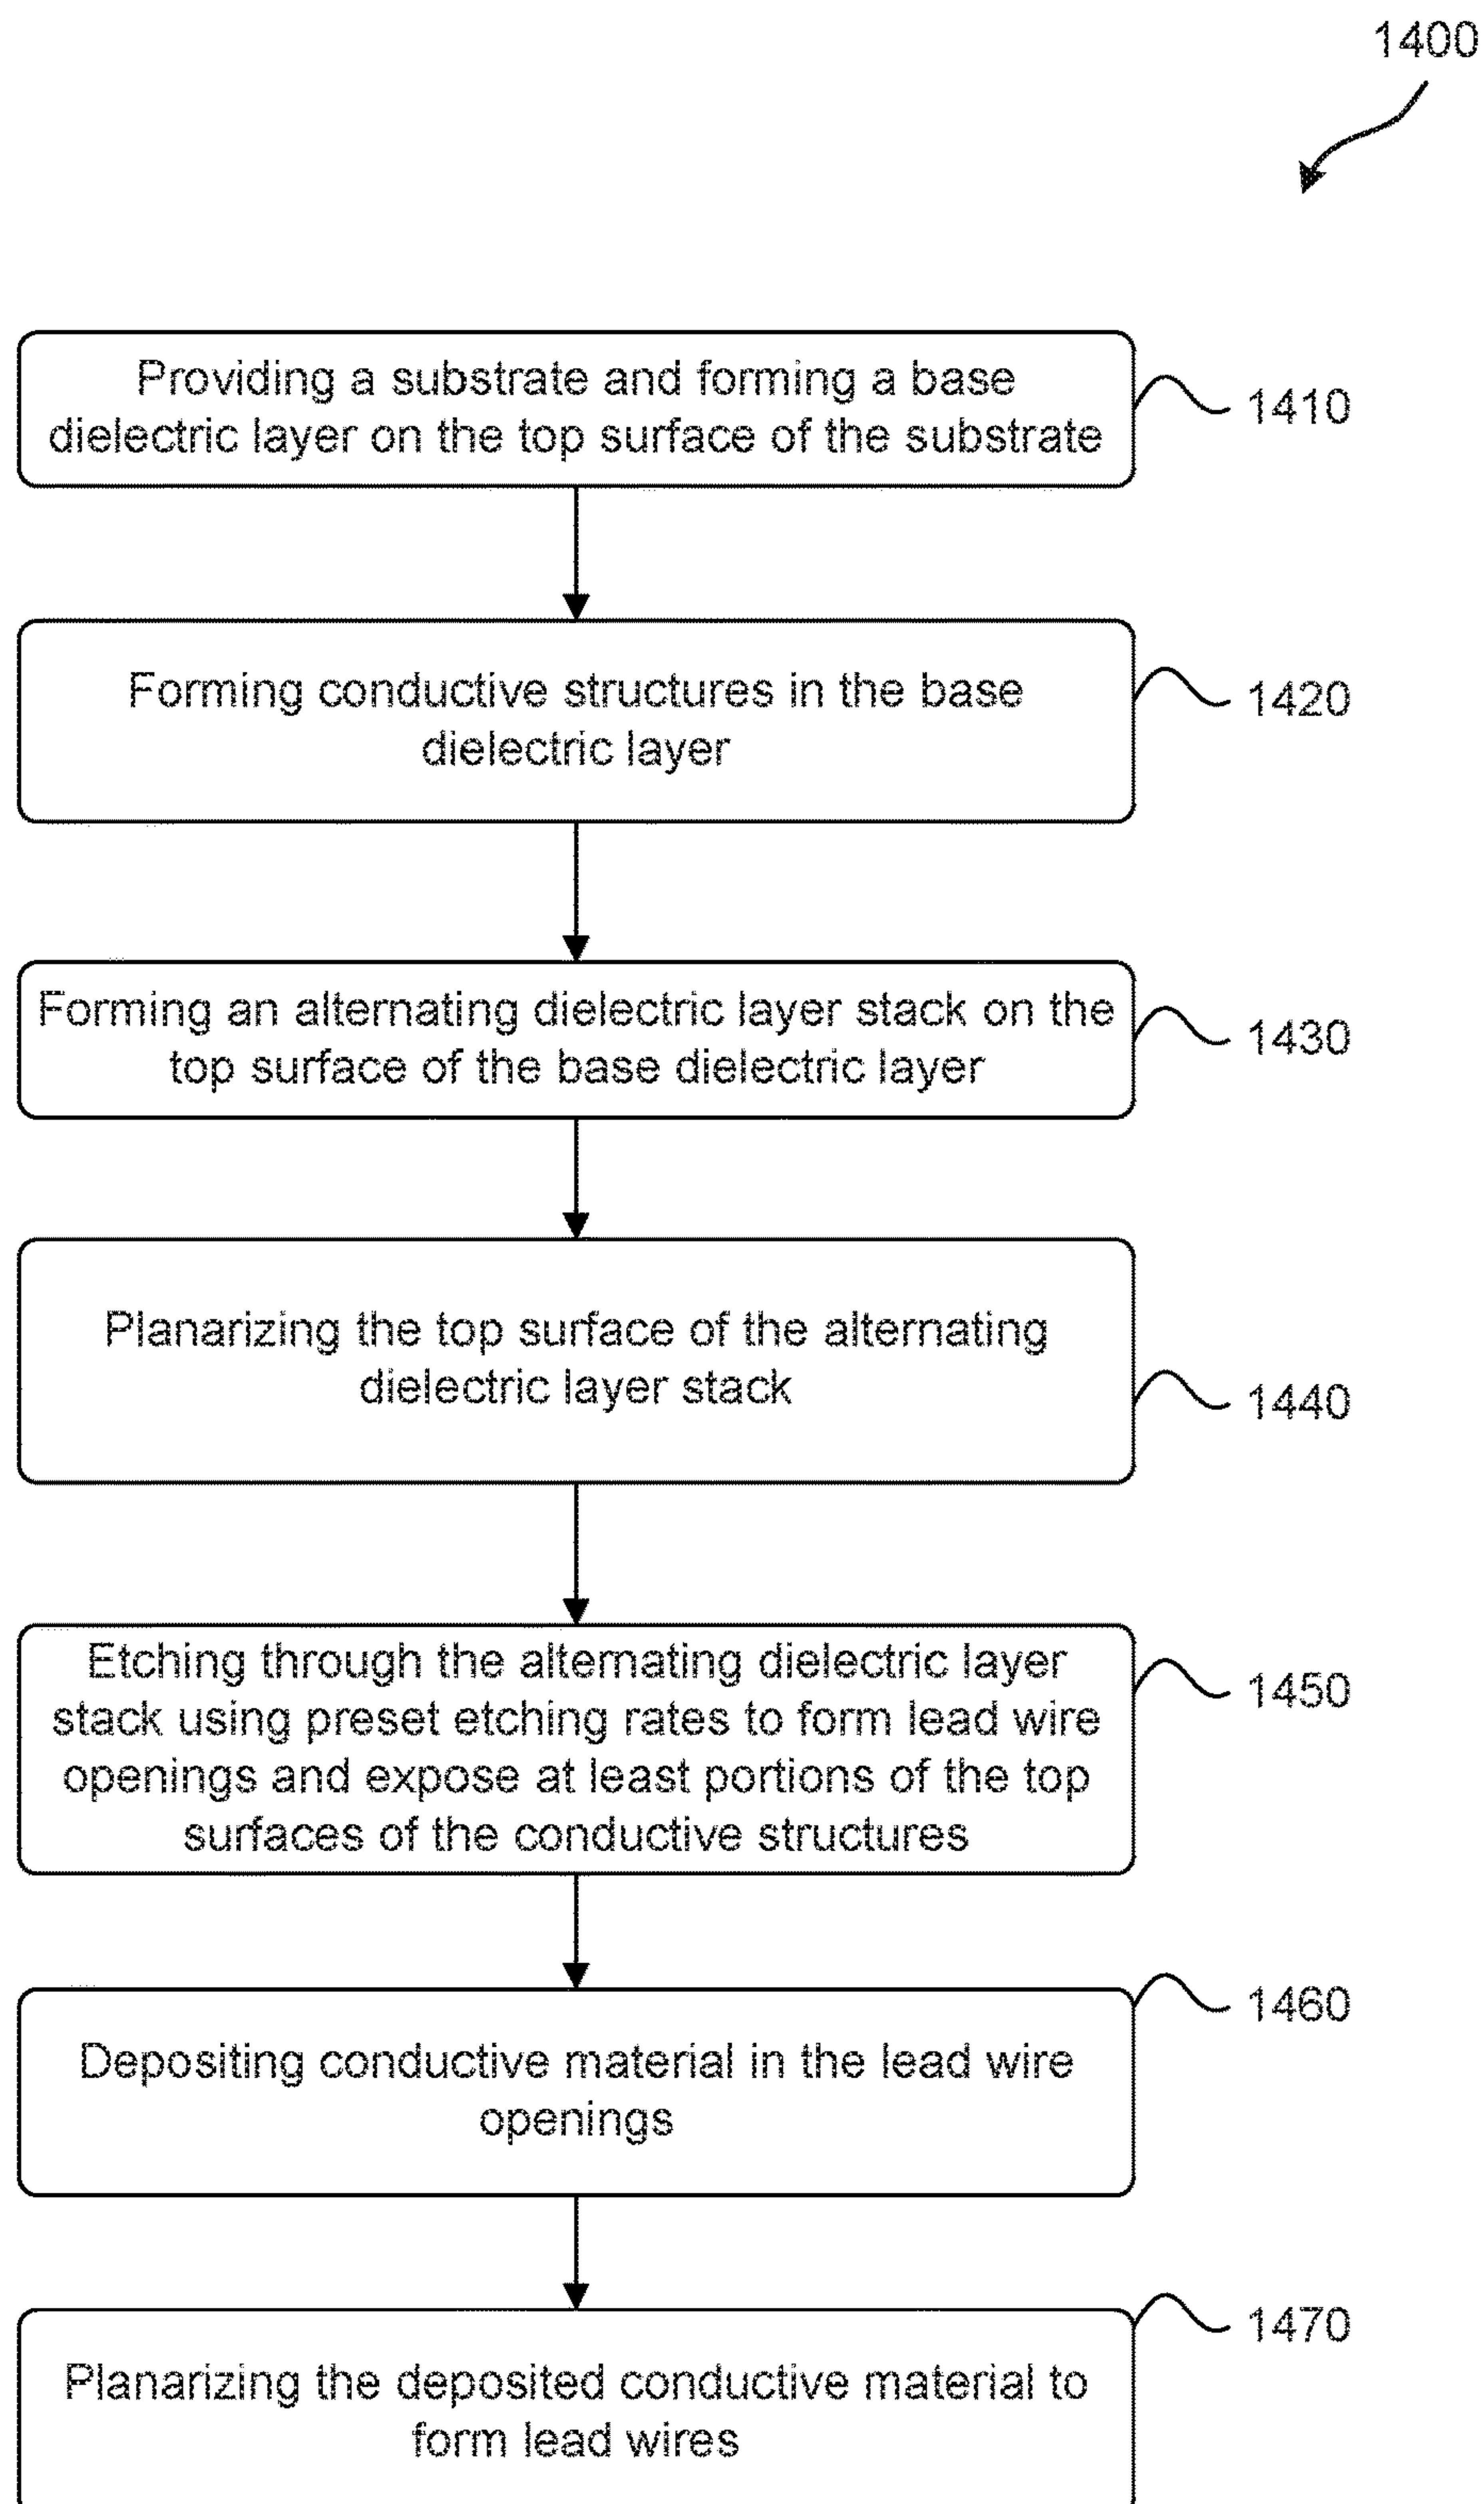 1400
Providing a substrate and forming a base
dielectric layer on the top surface of the substrate
1410
Forming conductive structures in the base
dielectric layer
1420
Forming an alternating dielectric layer stack on the
top surface of the base dielectric layer
1430
Planarizing the top surface of the alternating
dielectric layer stack
1440
Etching through the alternating dielectric layer
stack using preset etching rates to form lead wire
openings and expose at least portions of the top
surfaces of the conductive structures
1450
Depositing conductive material in the lead wire
openings
1460
Planarizing the deposited conductive material to
form lead wires
1470